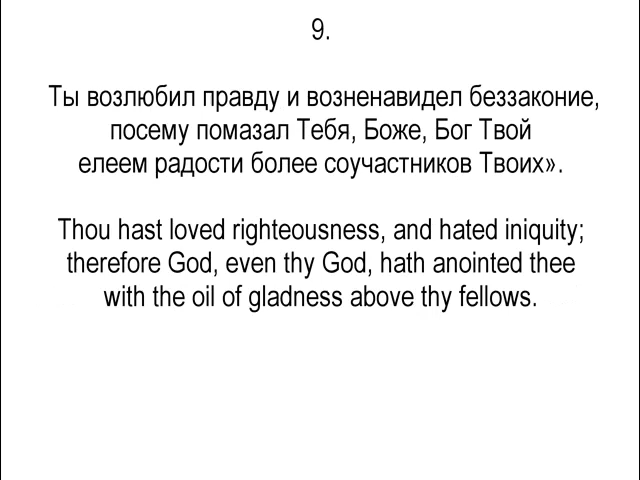 9.
Ты возлюбил правду и возненавидел беззаконие,
посему помазал Тебя, Боже, Бог Твой
елеем радости более соучастников Твоих».
Thou hast loved righteousness, and hated iniquity;
therefore God, even thy God, hath anointed thee
with the oil of gladness above thy fellows.